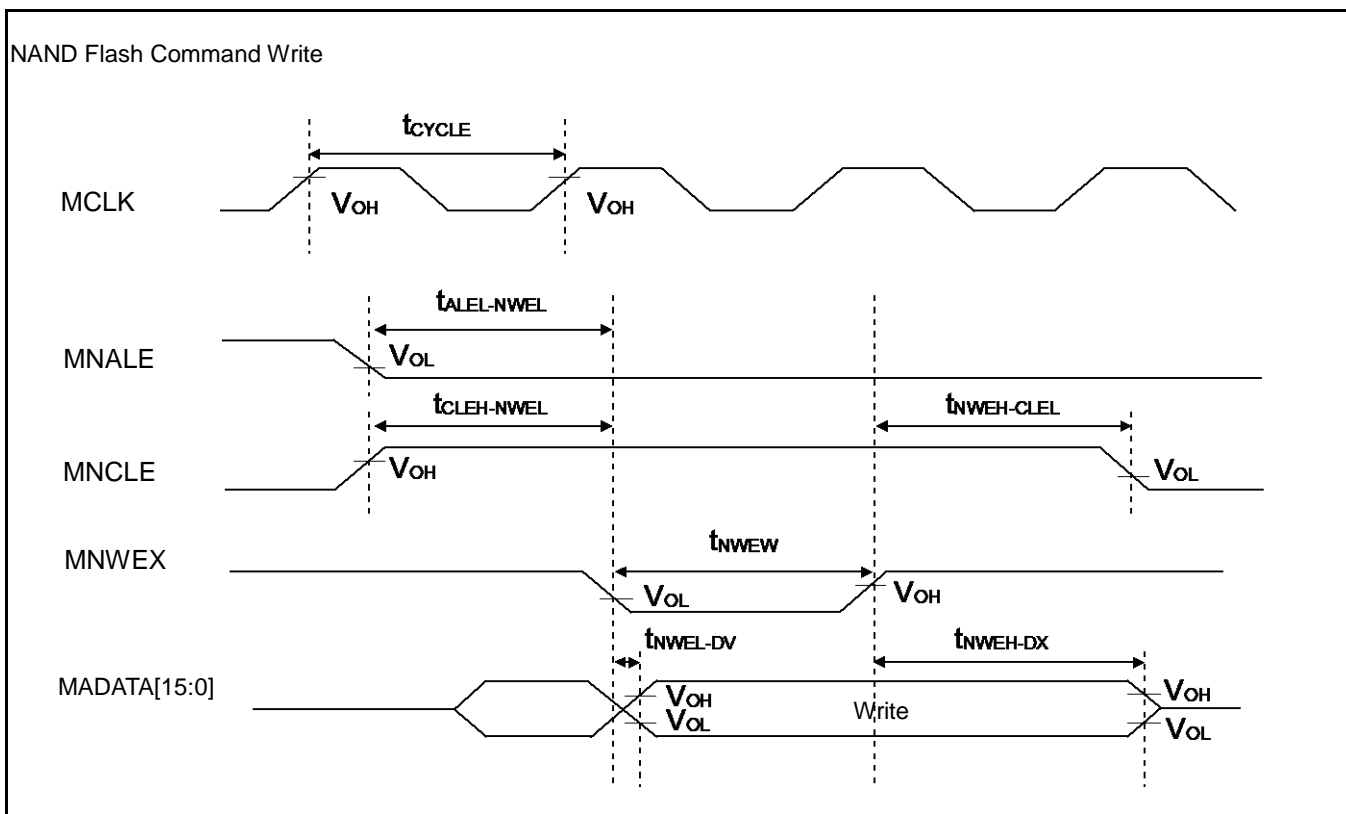 NAND Flash Command Write
tCYCLE
MCLK
VOH
VOH
tALEL-NWEL
MNALE
VOL
tCLEH-NWEL
tNWEH-CLEL
MNCLE
VOH
VOL
tNWEW
MNWEX
VOL
VOH
tNWEL-DV
tNWEH-DX
MADATA[15:0]
VOH
VOL
Write
VOH
VOL